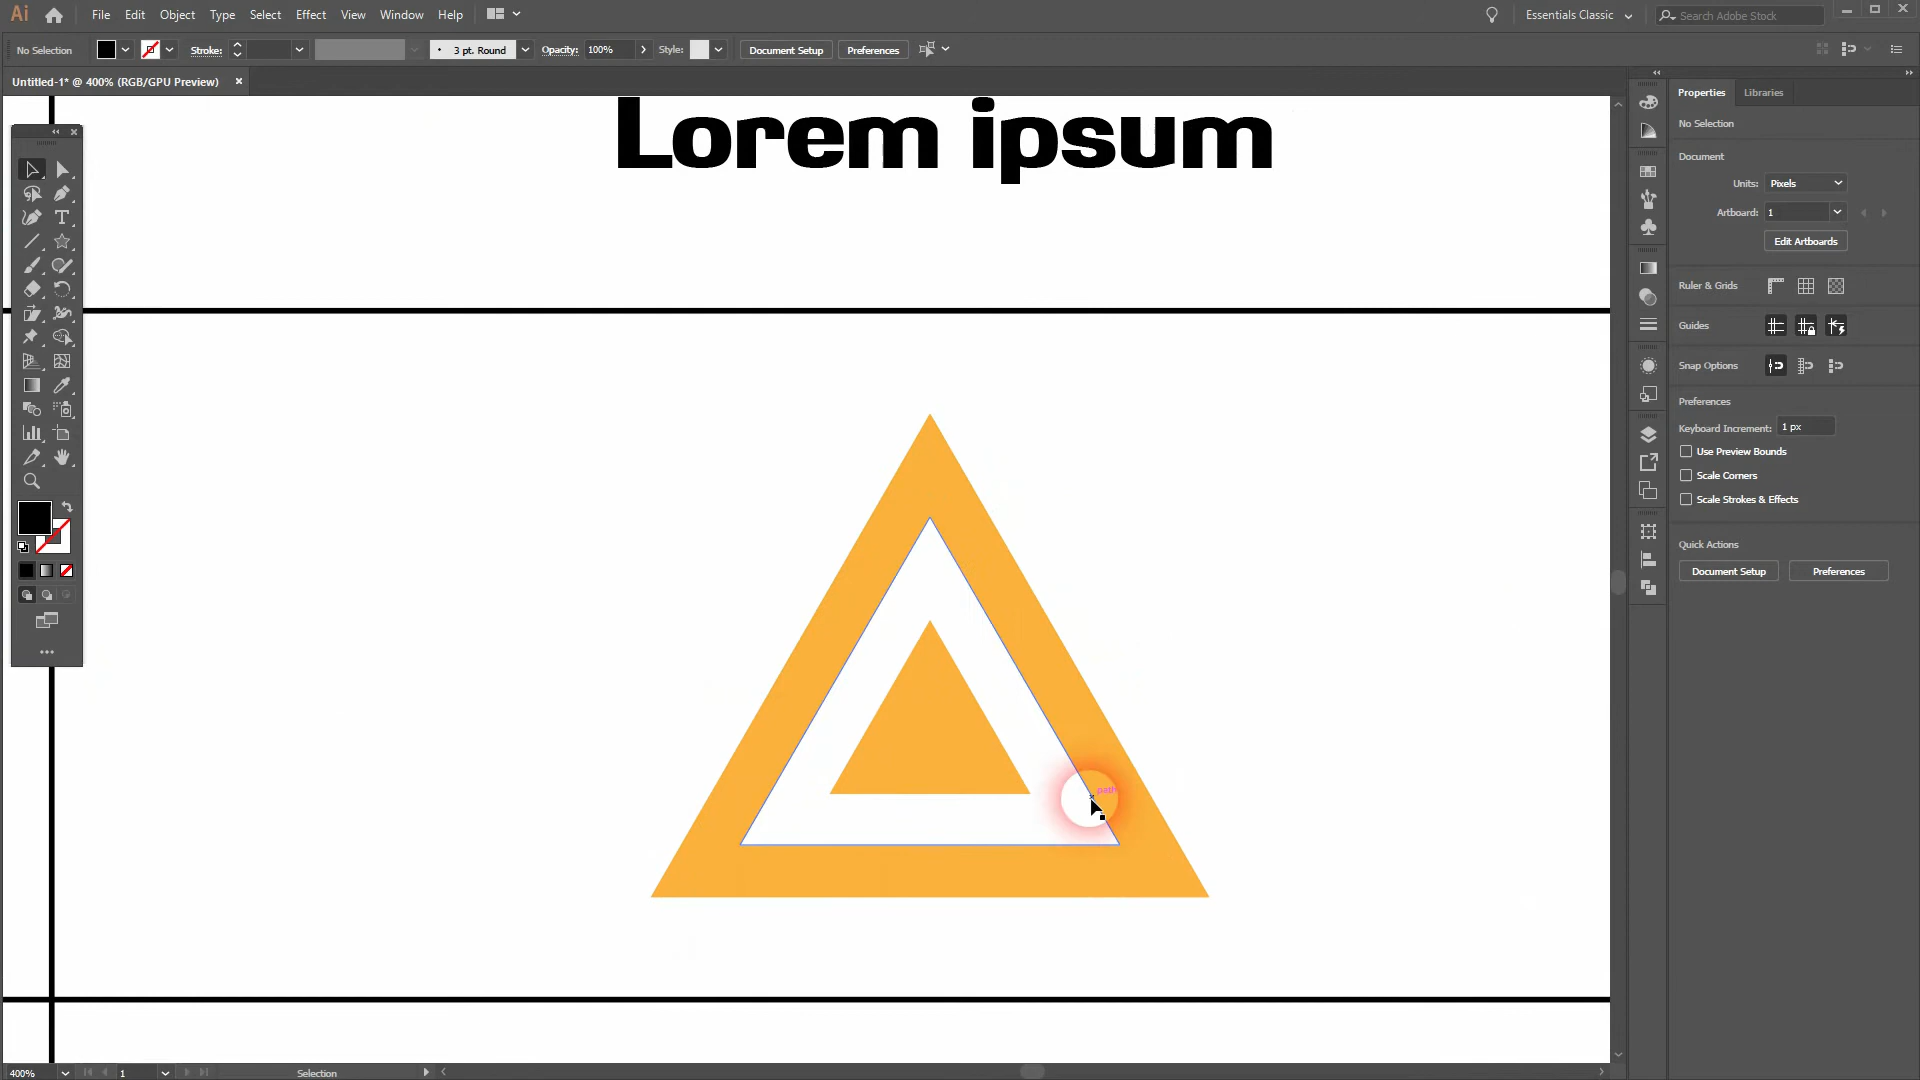 Ai File Edit Object Type Select Effect View Window Help Essentials Classic Search Adobe Stock
No Selection Stroke: 3 pt. Round Opacity: 100% Style: Document Setup Preferences
Untitled-1* @ 400% (RGB/GPU Preview)
Lorem ipsum
path
Properties Libraries
No Selection
Document
Units: Pixels
Artboard: 1
Edit Artboards
Ruler & Grids
Guides
Snap Options
Preferences
Keyboard Increment: 1 px
Use Preview Bounds
Scale Corners
Scale Strokes & Effects
Quick Actions
Document Setup Preferences
400% 1 Selection